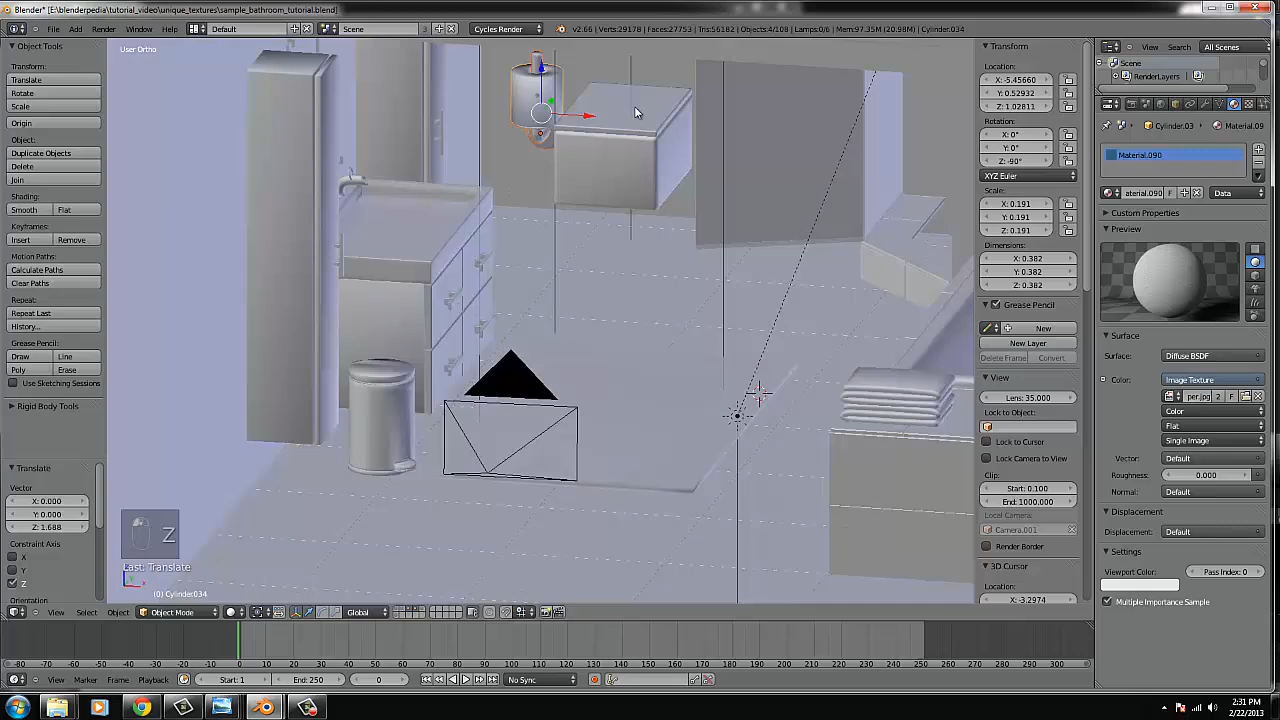 Blender* [E:\blenderpedia\tutorial_video\unique_textures\sample_bathroom_tutorial.blend]
File Add Render Window Help Default Scene 3 Cycles Render v2.66 | Verts:29178 | Faces:27753 | Tris:56182 | Objects:4/108 | Lamps:0/6 | Mem:97.35M (20.98M) | Cylinder.034
Object Tools
Transform:
Translate
Rotate
Scale
Origin
Object:
Duplicate Objects
Delete
Join
Shading:
Smooth Flat
Keyframes:
Insert Remove
Motion Paths:
Calculate Paths
Clear Paths
Repeat:
Repeat Last
History...
Grease Pencil:
Draw Line
Poly Erase
Use Sketching Sessions
Rigid Body Tools
Translate
Vector
X: 0.000
Y: 0.000
Z: 1.688
Constraint Axis
X
Y
Z
Orientation
User Ortho
Z
Last: Translate
(0) Cylinder.034
Transform
Location:
X: -5.45660
Y: 0.52932
Z: 1.02811
Rotation:
X: 0°
Y: 0°
Z: -90°
XYZ Euler
Scale:
X: 0.191
Y: 0.191
Z: 0.191
Dimensions:
X: 0.382
Y: 0.382
Z: 0.382
Grease Pencil
New
New Layer
Delete Frame Convert
View
Lens: 35.000
Lock to Object:
Lock to Cursor
Lock Camera to View
Clip:
Start: 0.100
End: 1000.000
Local Camera:
Camera.001
Render Border
3D Cursor
Location:
X: -3.2974
View Search All Scenes
Scene
RenderLayers
Cylinder.03 Material.09
Material.090
aterial.090 F Data
Custom Properties
Preview
Surface
Surface: Diffuse BSDF
Color: Image Texture
per.jpg 2 F
Color
Flat
Single Image
Vector: Default
Roughness: 0.000
Normal: Default
Displacement
Displacement: Default
Settings
Viewport Color: Pass Index: 0
Multiple Importance Sample
View Select Object Object Mode Global
-80 -70 -60 -50 -40 -30 -20 -10 0 10 20 30 40 50 60 70 80 90 100 110 120 130 140 150 160 170 180 190 200 210 220 230 240 250 260 270 280 290 300
View Marker Frame Playback Start: 1 End: 250 0 No Sync
2:31 PM
2/22/2013